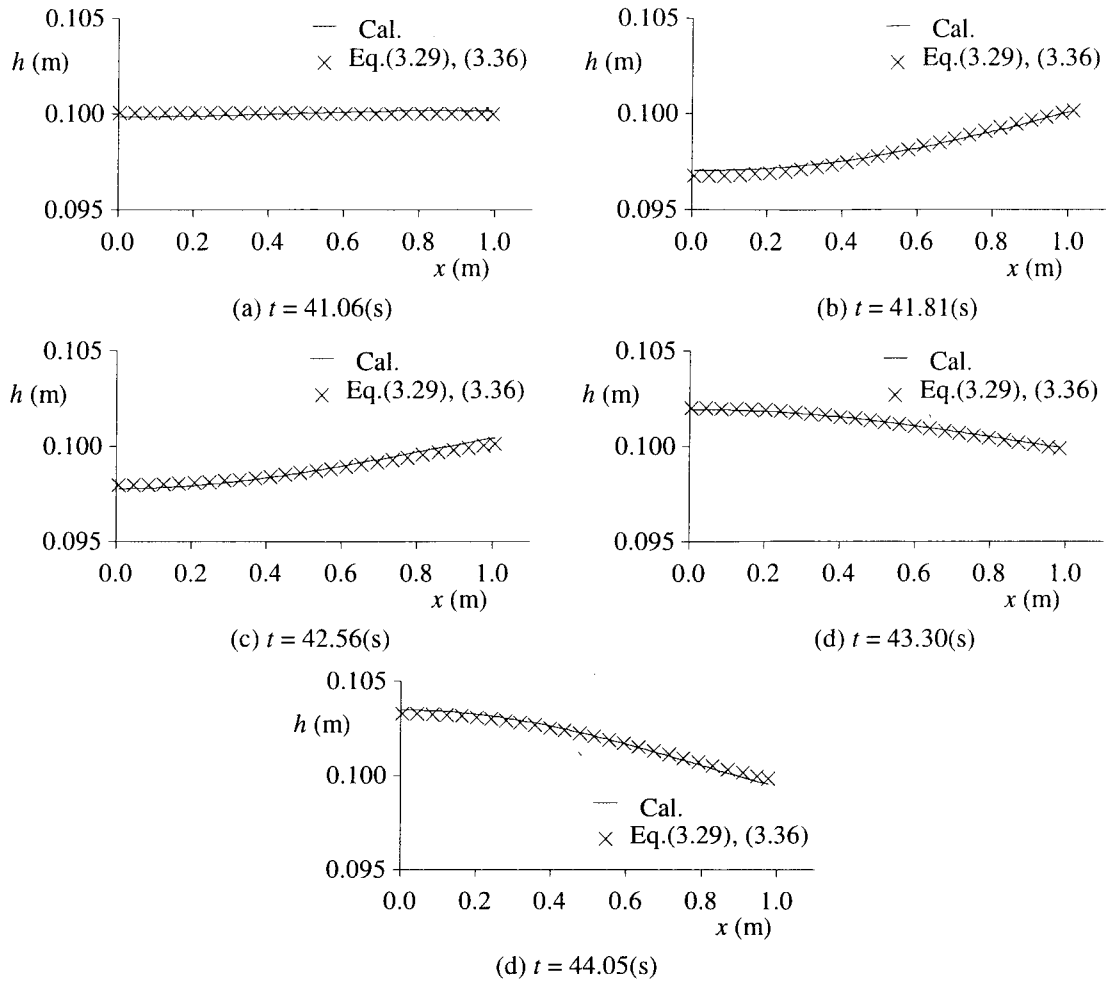 0.105
h (m)
0.100
0.095
0.0 0.2 0.4 0.6 0.8 1.0
x (m)
Cal.
× Eq.(3.29), (3.36)
(a) t = 41.06(s)
0.105
h (m)
0.100
0.095
0.0 0.2 0.4 0.6 0.8 1.0
x (m)
Cal.
× Eq.(3.29), (3.36)
(b) t = 41.81(s)
0.105
h (m)
0.100
0.095
0.0 0.2 0.4 0.6 0.8 1.0
x (m)
Cal.
× Eq.(3.29), (3.36)
(c) t = 42.56(s)
0.105
h (m)
0.100
0.095
0.0 0.2 0.4 0.6 0.8 1.0
x (m)
Cal.
× Eq.(3.29), (3.36)
(d) t = 43.30(s)
0.105
h (m)
0.100
0.095
0.0 0.2 0.4 0.6 0.8 1.0
x (m)
Cal.
× Eq.(3.29), (3.36)
(d) t = 44.05(s)